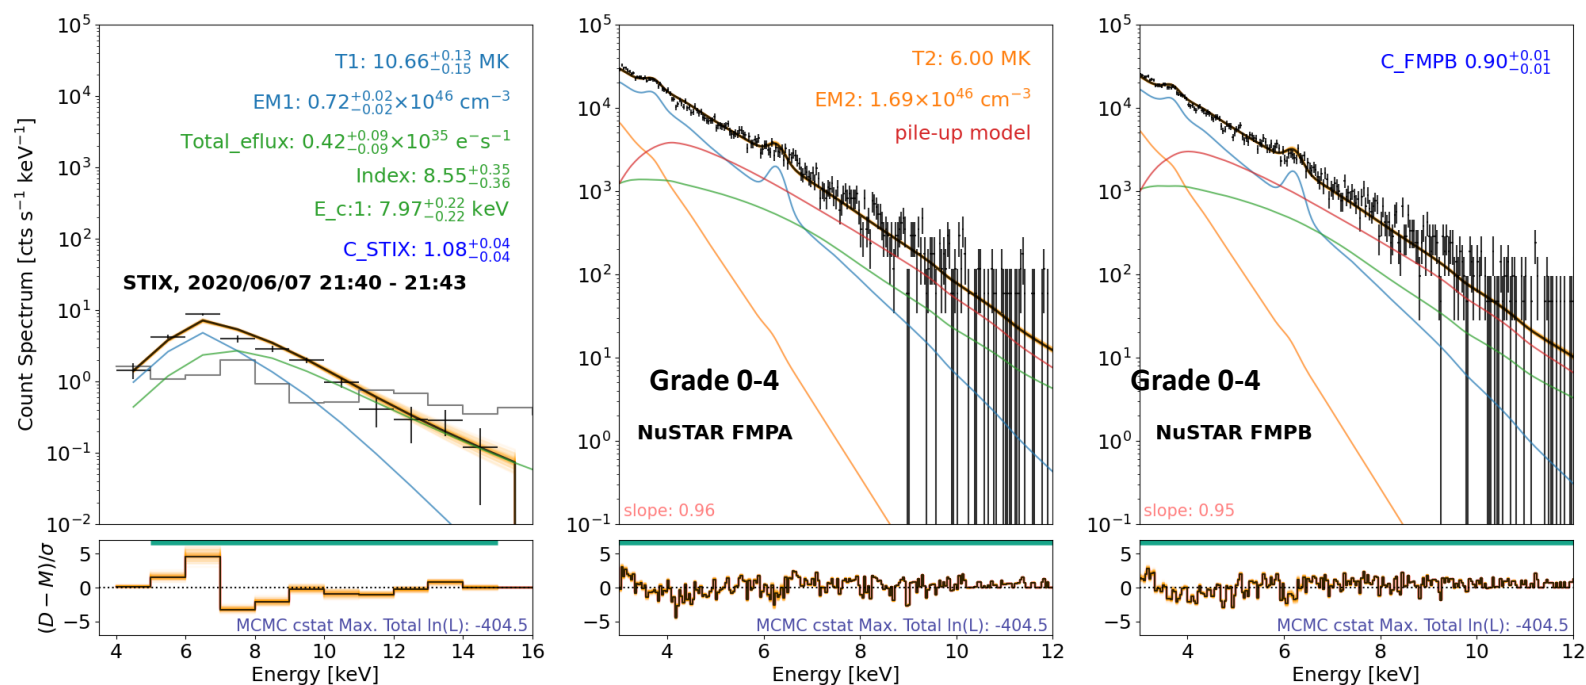 T1: 10.66+0.13−0.15 MK
EM1: 0.72+0.02−0.02×10^46 cm−3
Total_eflux: 0.42+0.09−0.09×10^35 e−s−1
Index: 8.55+0.35−0.36
E_c:1: 7.97+0.22−0.22 keV
C_STIX: 1.08+0.04−0.04
STIX, 2020/06/07 21:40 - 21:43
Count Spectrum [cts s−1 keV−1]
10^5
10^4
10^3
10^2
10^1
10^0
10^−1
10^−2
(D − M)/σ
5
0
−5
MCMC cstat Max. Total ln(L): -404.5
4 6 8 10 12 14 16
Energy [keV]
T2: 6.00 MK
EM2: 1.69×10^46 cm−3
pile-up model
10^5
10^4
10^3
10^2
10^1
10^0
10^−1
Grade 0-4
NuSTAR FMPA
slope: 0.96
5
0
−5
MCMC cstat Max. Total ln(L): -404.5
4 6 8 10 12
Energy [keV]
C_FMPB 0.90+0.01−0.01
10^5
10^4
10^3
10^2
10^1
10^0
10^−1
Grade 0-4
NuSTAR FMPB
slope: 0.95
5
0
−5
MCMC cstat Max. Total ln(L): -404.5
4 6 8 10 12
Energy [keV]